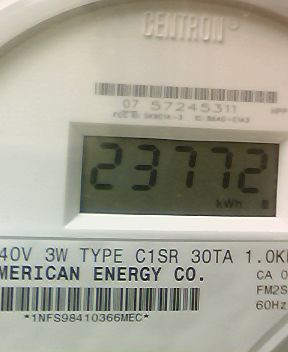 CENTRON
07 57245311
23772
kWh
40V 3W TYPE C1SR 30TA 1.0K
MERICAN ENERGY CO.
CA 0
FM2S
60Hz
*1NFS98410366MEC*